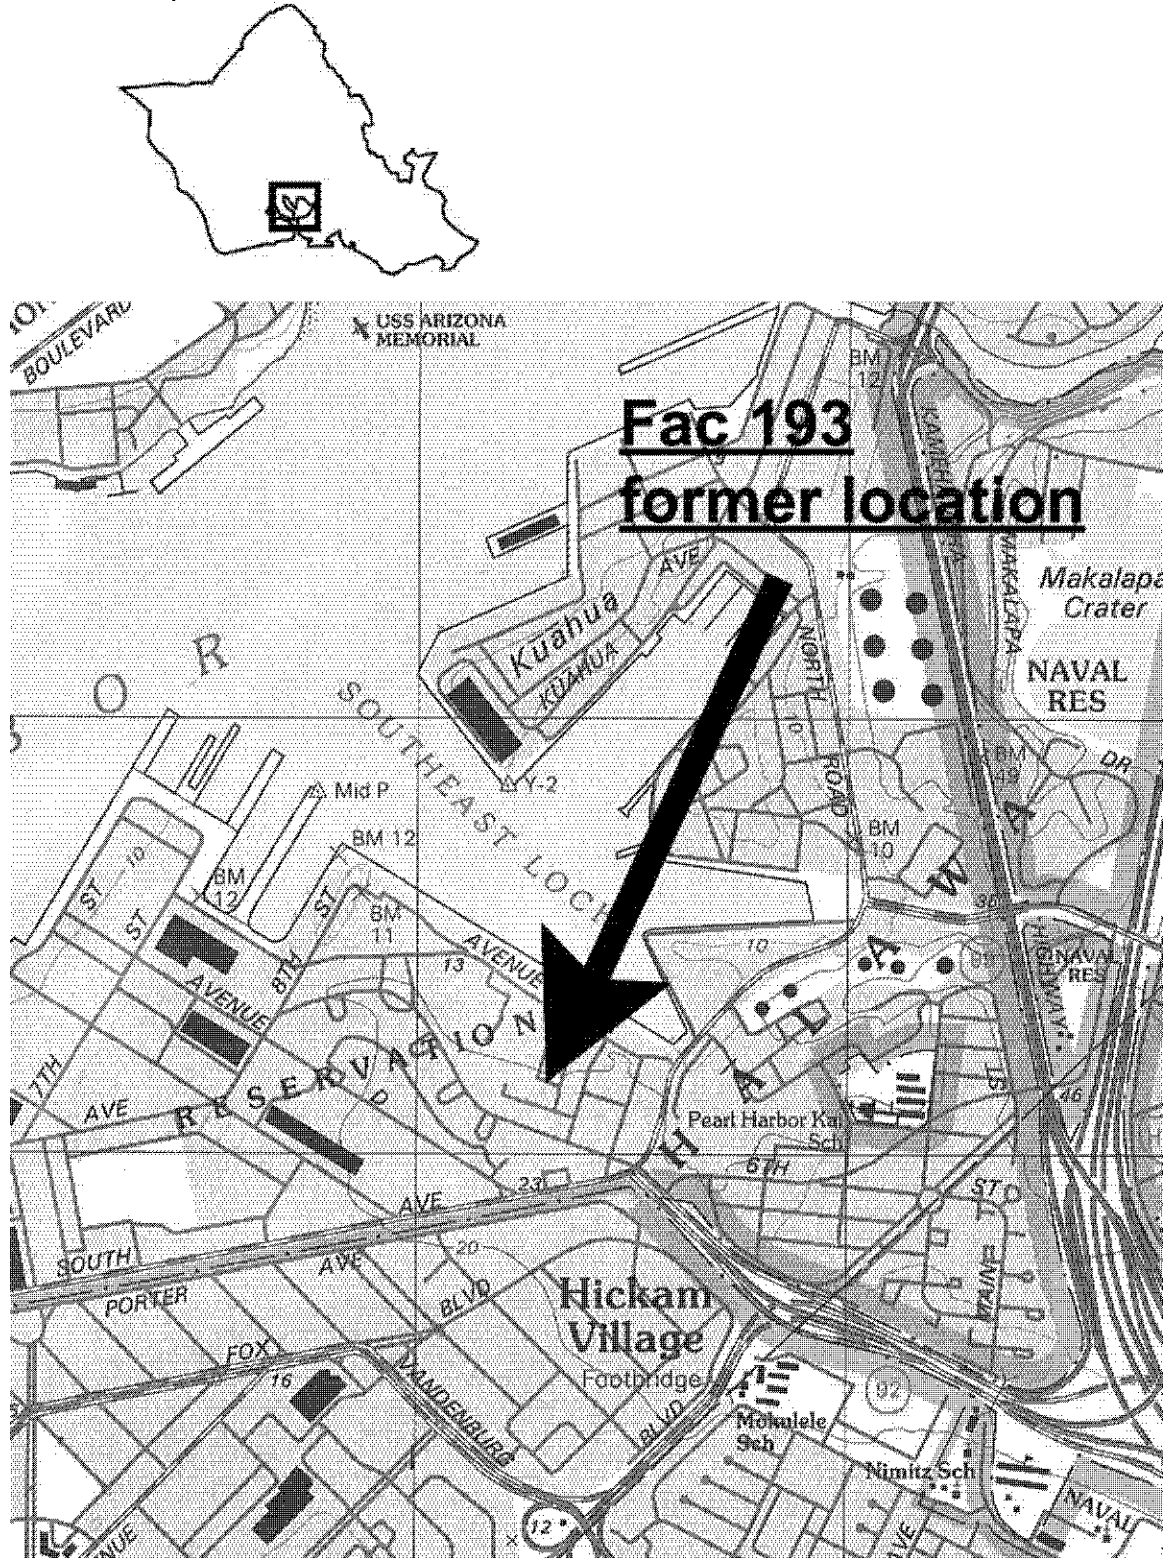 BOULEVARD
USS ARIZONA
MEMORIAL
BM
12
Fac 193
former location
KAMEHAMEHA
MAKALAPA
Makalapa
Crater
AVE
Kuahua
KUAHUA
NORTH
ROAD
10
NAVAL
RES
O R
SOUTHEAST LOCH
Y-2
Mid P
BM
49
DR
BM 12
BM
10
BM
12
ST
10
ST
ST
BM
11
AVENUE
13
10
30
HIGHWAY
NAVAL
RES
8TH
AVENUE
RESERVATION
HALAWA
7TH
AVE
D
ST
46
Pearl Harbor Kai
Sch
6TH
ST
23
AVE
SOUTH
AVE
20
PORTER
BLVD
MAIN
Hickam
Village
Footbridge
FOX
16
VANDENBURG
BLVD
92
Mokulele
Sch
Nimitz Sch
NAVAL
12
AVE